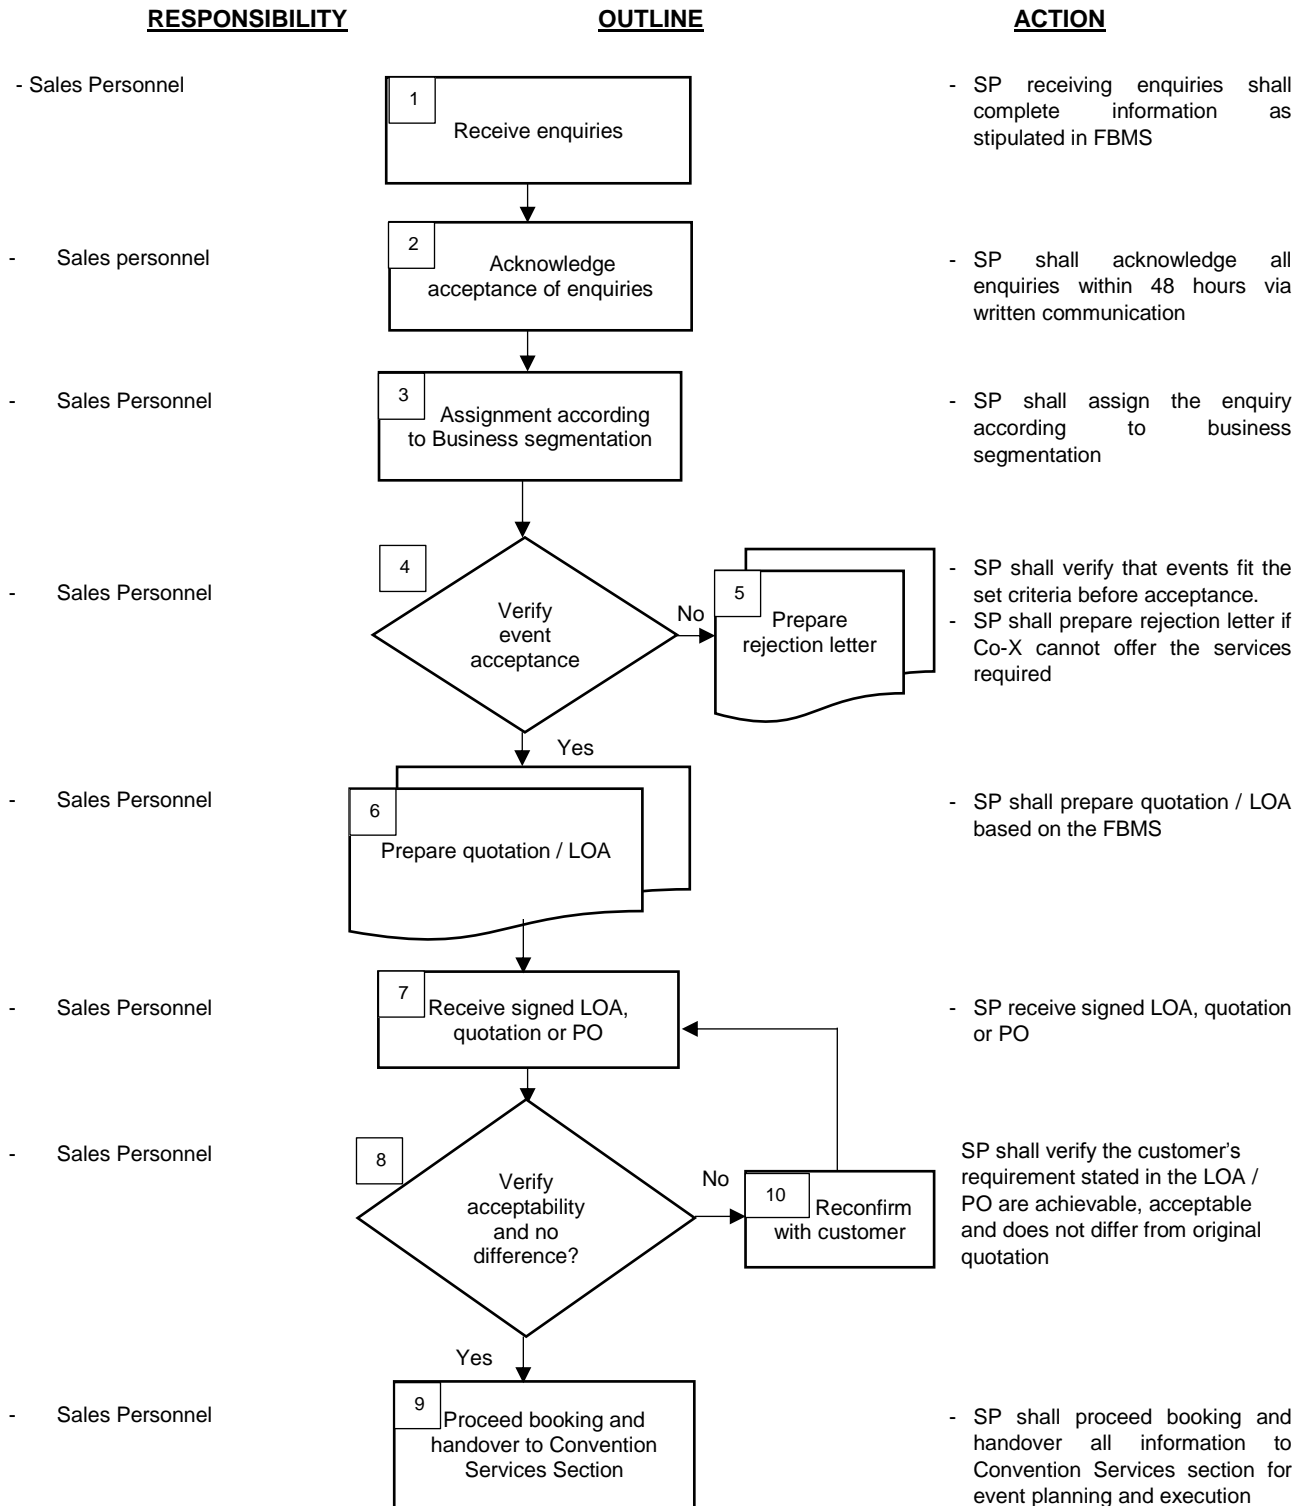 RESPONSIBILITY
OUTLINE
ACTION
- Sales Personnel
1
Receive enquiries
- SP receiving enquiries shall
complete information as
stipulated in FBMS
- Sales personnel
2
Acknowledge
acceptance of enquiries
- SP shall acknowledge all
enquiries within 48 hours via
written communication
- Sales Personnel
3
Assignment according
to Business segmentation
- SP shall assign the enquiry
according to business
segmentation
- Sales Personnel
4
Verify
event
acceptance
No
5
Prepare
rejection letter
- SP shall verify that events fit the
set criteria before acceptance.
- SP shall prepare rejection letter if
Co-X cannot offer the services
required
Yes
- Sales Personnel
6
Prepare quotation / LOA
- SP shall prepare quotation / LOA
based on the FBMS
- Sales Personnel
7
Receive signed LOA,
quotation or PO
- SP receive signed LOA, quotation
or PO
- Sales Personnel
8
Verify
acceptability
and no
difference?
No
10
Reconfirm
with customer
SP shall verify the customer’s
requirement stated in the LOA /
PO are achievable, acceptable
and does not differ from original
quotation
Yes
- Sales Personnel
9
Proceed booking and
handover to Convention
Services Section
- SP shall proceed booking and
handover all information to
Convention Services section for
event planning and execution